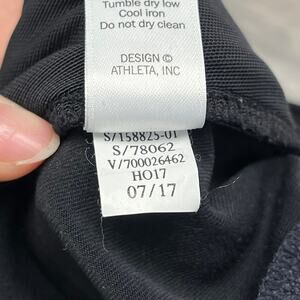 Tumble dry low
Cool iron
Do not dry clean
DESIGN ©
ATHLETA, INC
S/158825-01
S/78062
V/700026462
HO17
07/17